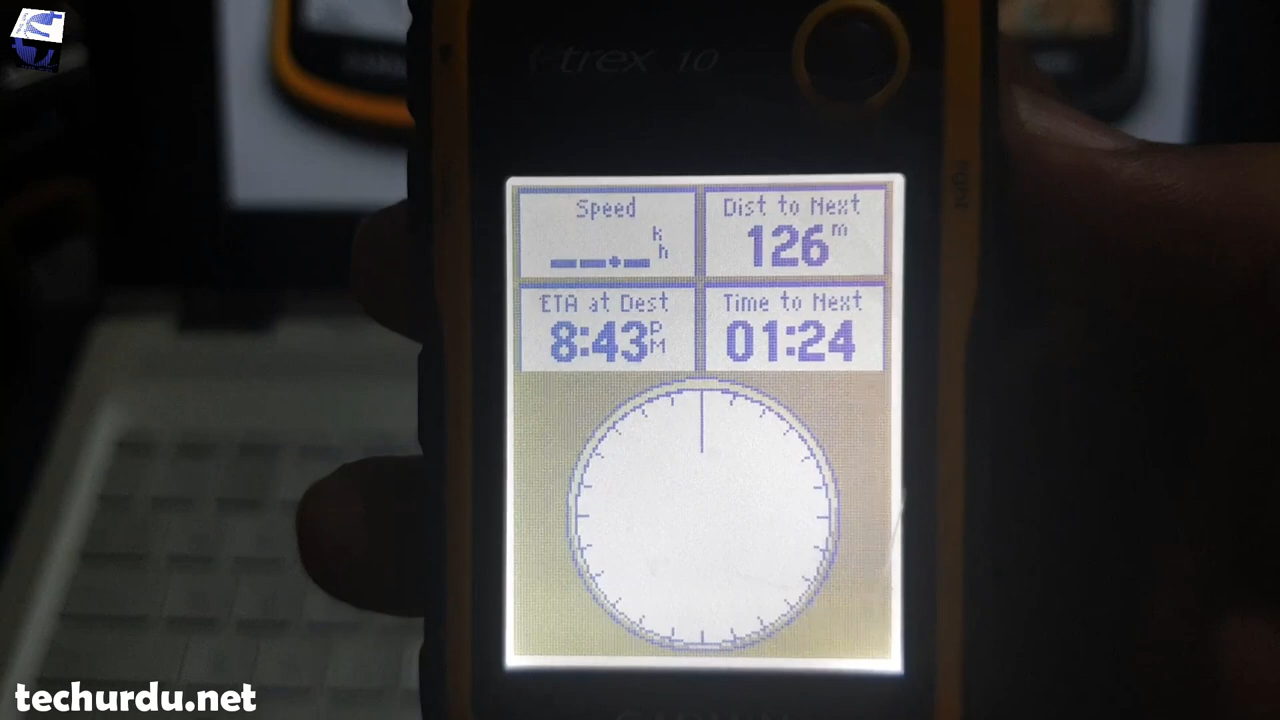 etrex 10
Speed
__._ k h
Dist to Next
126 m
ETA at Dest
8:43 PM
Time to Next
01:24
techurdu.net